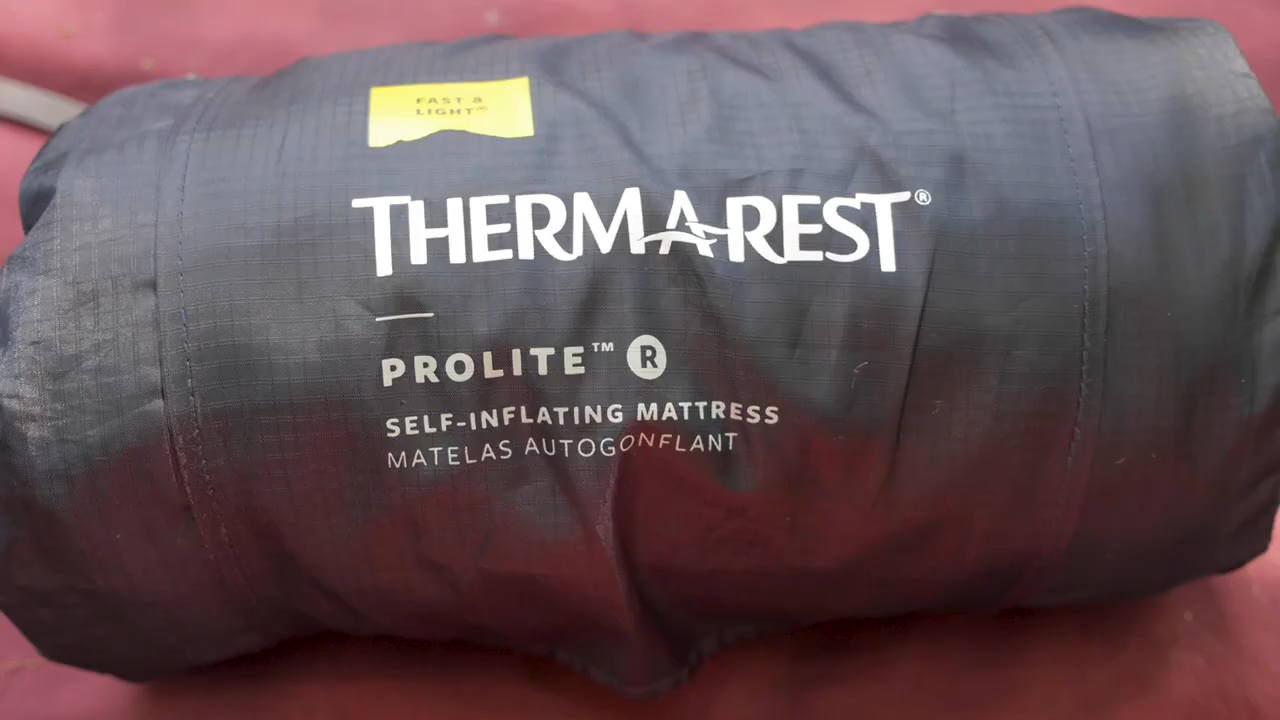 FAST &
LIGHT®
THERMAREST®
PROLITE™ R
SELF-INFLATING MATTRESS
MATELAS AUTOGONFLANT